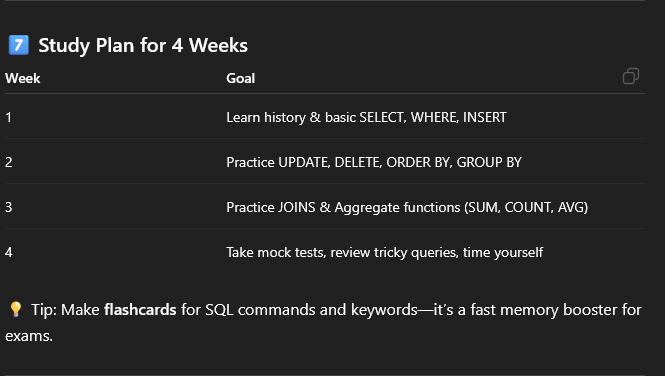 7 Study Plan for 4 Weeks
Week Goal
1 Learn history & basic SELECT, WHERE, INSERT
2 Practice UPDATE, DELETE, ORDER BY, GROUP BY
3 Practice JOINS & Aggregate functions (SUM, COUNT, AVG)
4 Take mock tests, review tricky queries, time yourself
💡 Tip: Make flashcards for SQL commands and keywords—it’s a fast memory booster for
exams.